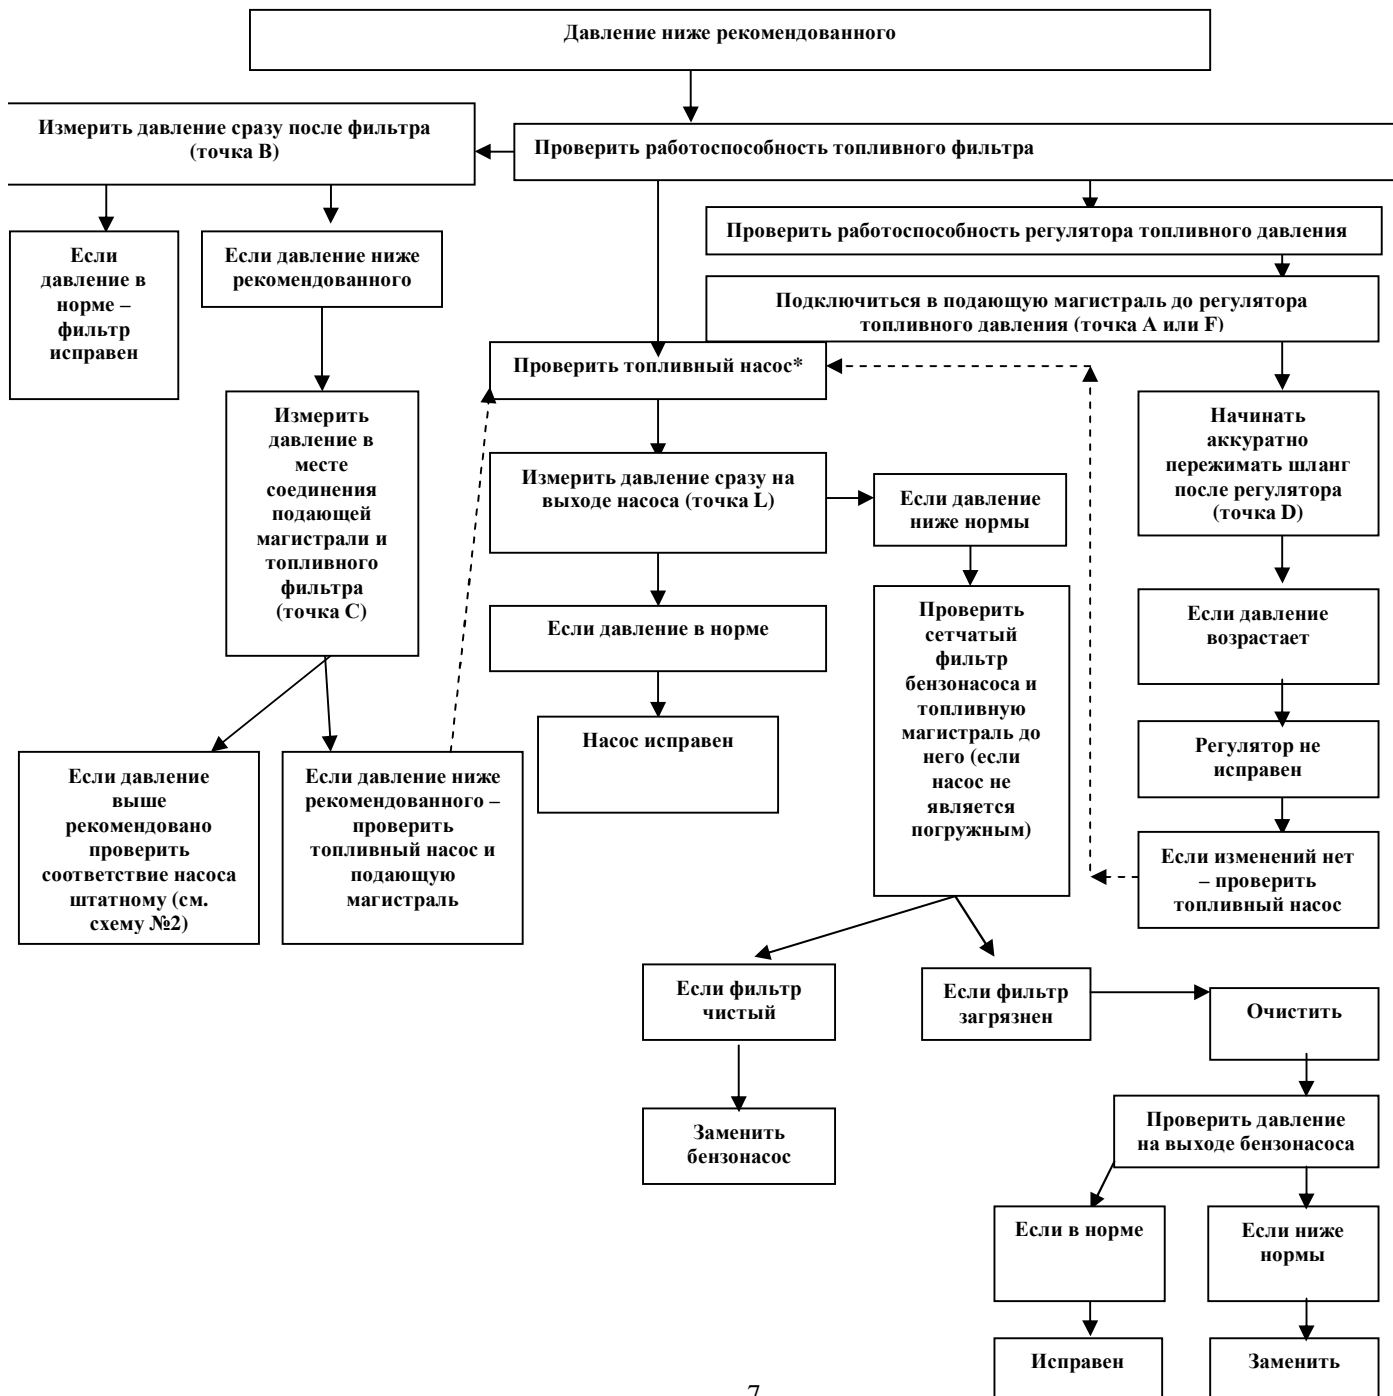 Давление ниже рекомендованного
Измерить давление сразу после фильтра
(точка B)
Проверить работоспособность топливного фильтра
Если
давление в
норме –
фильтр
исправен
Если давление ниже
рекомендованного
Проверить работоспособность регулятора топливного давления
Подключиться в подающую магистраль до регулятора
топливного давления (точка A или F)
Проверить топливный насос*
Измерить
давление в
месте
соединения
подающей
магистрали и
топливного
фильтра
(точка C)
Начинать
аккуратно
пережимать шланг
после регулятора
(точка D)
Измерить давление сразу на
выходе насоса (точка L)
Если давление
ниже нормы
Если давление в норме
Проверить
сетчатый
фильтр
бензонасоса и
топливную
магистраль до
него (если
насос не
является
погружным)
Если давление
возрастает
Насос исправен
Регулятор не
исправен
Если давление
выше
рекомендовано
проверить
соответствие насоса
штатному (см.
схему №2)
Если давление ниже
рекомендованного –
проверить
топливный насос и
подающую
магистраль
Если изменений нет
– проверить
топливный насос
Если фильтр
чистый
Если фильтр
загрязнен
Очистить
Заменить
бензонасос
Проверить давление
на выходе бензонасоса
Если в норме
Если ниже
нормы
Исправен
Заменить
7